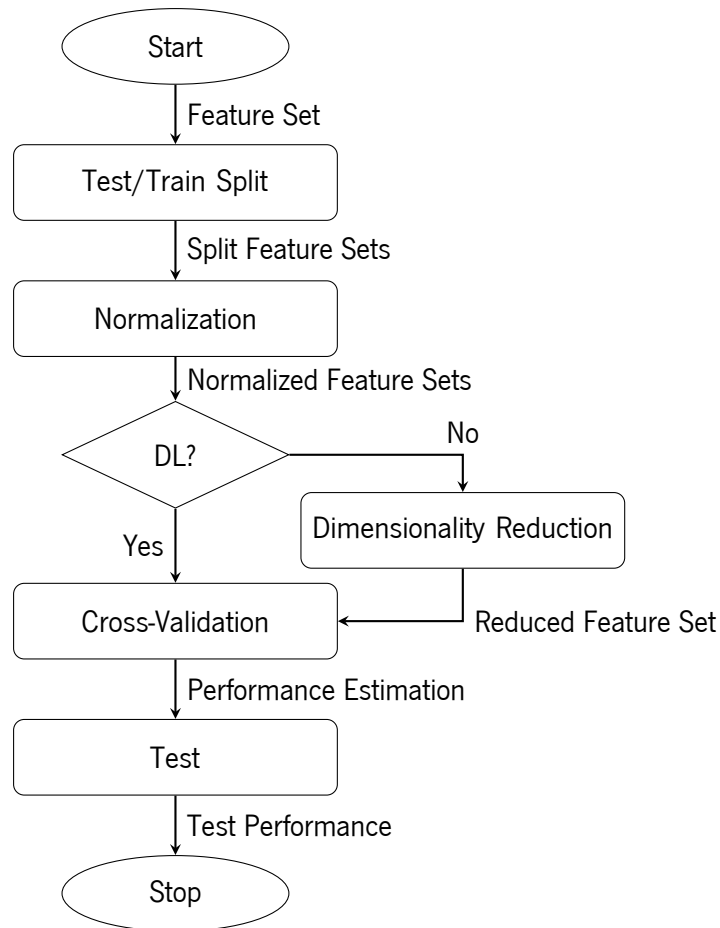 Start
Feature Set
Test/Train Split
Split Feature Sets
Normalization
Normalized Feature Sets
DL?
No
Dimensionality Reduction
Yes
Cross-Validation
Reduced Feature Set
Performance Estimation
Test
Test Performance
Stop